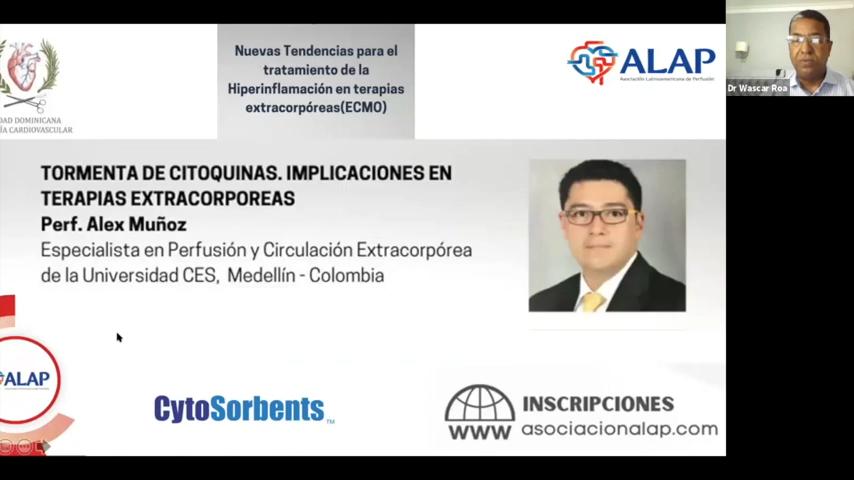 Nuevas Tendencias para el
tratamiento de la
Hiperinflamación en terapias
extracorpóreas(ECMO)
ALAP
Asociación Latinoamericana de Perfusión
Dr Wascar Roa
DAD DOMINICANA
ÍA CARDIOVASCULAR
TORMENTA DE CITOQUINAS. IMPLICACIONES EN
TERAPIAS EXTRACORPOREAS
Perf. Alex Muñoz
Especialista en Perfusión y Circulación Extracorpórea
de la Universidad CES, Medellín - Colombia
ALAP
CytoSorbents™
www
INSCRIPCIONES
asociacionalap.com